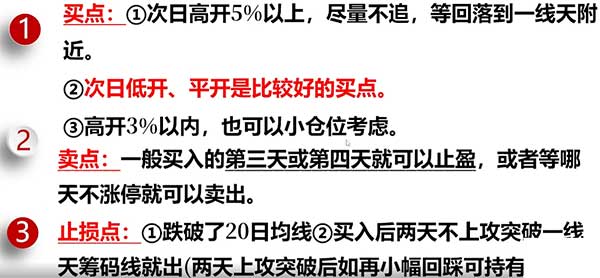 1 买点：①次日高开5%以上，尽量不追，等回落到一线天附
近。
②次日低开、平开是比较好的买点。
③高开3%以内，也可以小仓位考虑。
2 卖点：一般买入的第三天或第四天就可以止盈，或者等哪
天不涨停就可以卖出。
3 止损点：①跌破了20日均线②买入后两天不上攻突破一线
天筹码线就出(两天上攻突破后如再小幅回踩可持有